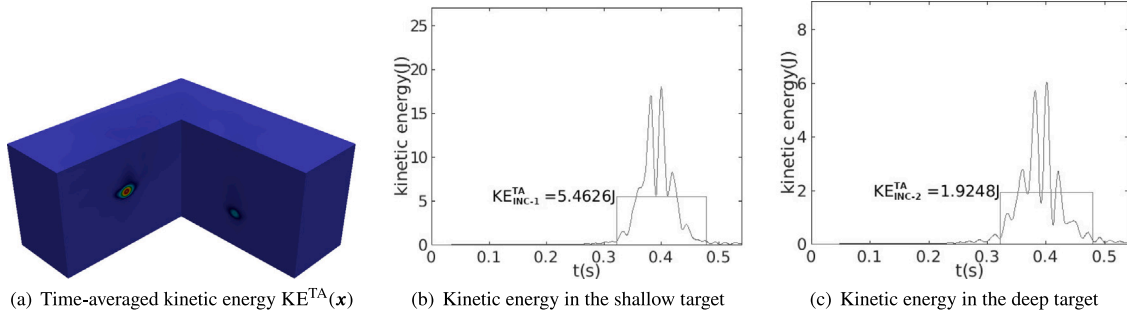 kinetic energy(J)
25
20
15
10
5
0
KE^TA_INC-1 =5.4626J
0 0.1 0.2 0.3 0.4 0.5
t(s)
kinetic energy(J)
8
6
4
2
0
KE^TA_INC-2 =1.9248J
0 0.1 0.2 0.3 0.4 0.5
t(s)
(a) Time-averaged kinetic energy KE^TA(x)
(b) Kinetic energy in the shallow target
(c) Kinetic energy in the deep target